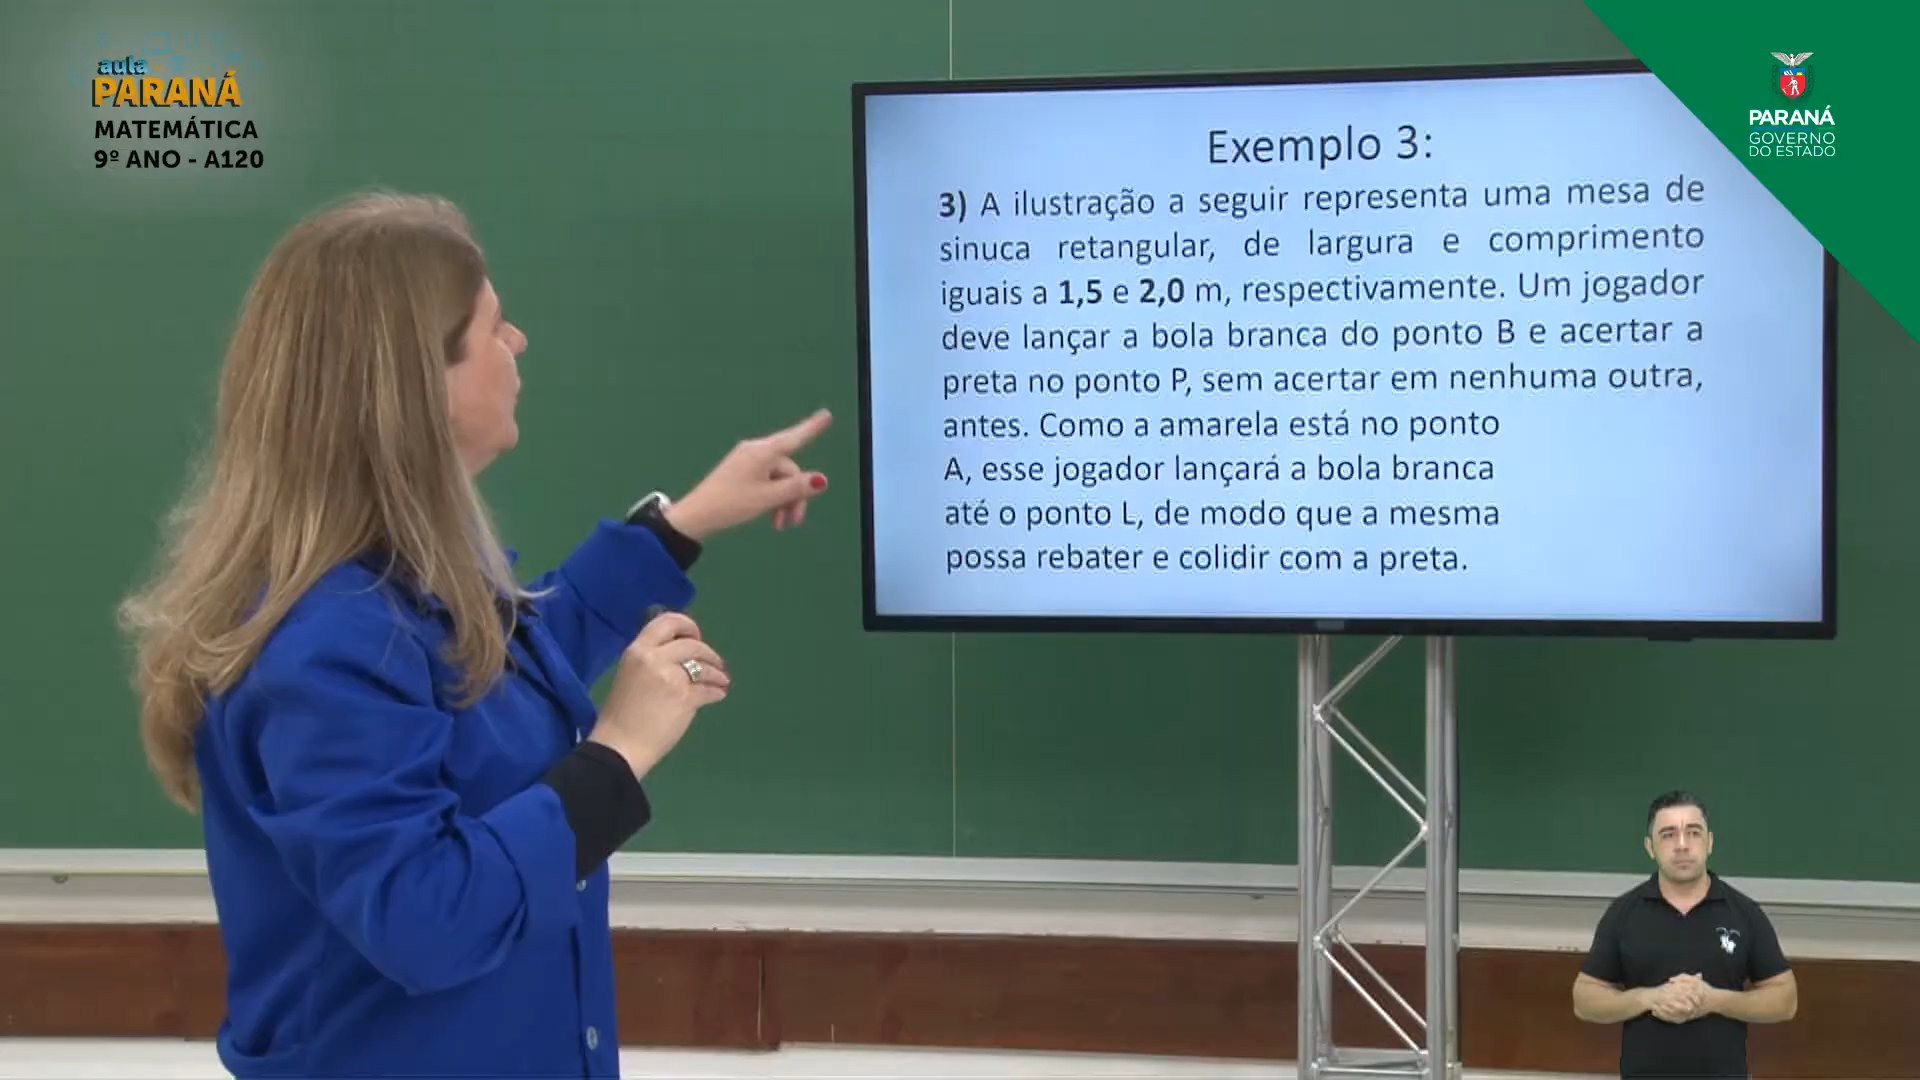 aula
PARANÁ
MATEMÁTICA
9º ANO - A120
PARANÁ
GOVERNO
DO ESTADO
Exemplo 3:
3) A ilustração a seguir representa uma mesa de
sinuca retangular, de largura e comprimento
iguais a 1,5 e 2,0 m, respectivamente. Um jogador
deve lançar a bola branca do ponto B e acertar a
preta no ponto P, sem acertar em nenhuma outra,
antes. Como a amarela está no ponto
A, esse jogador lançará a bola branca
até o ponto L, de modo que a mesma
possa rebater e colidir com a preta.